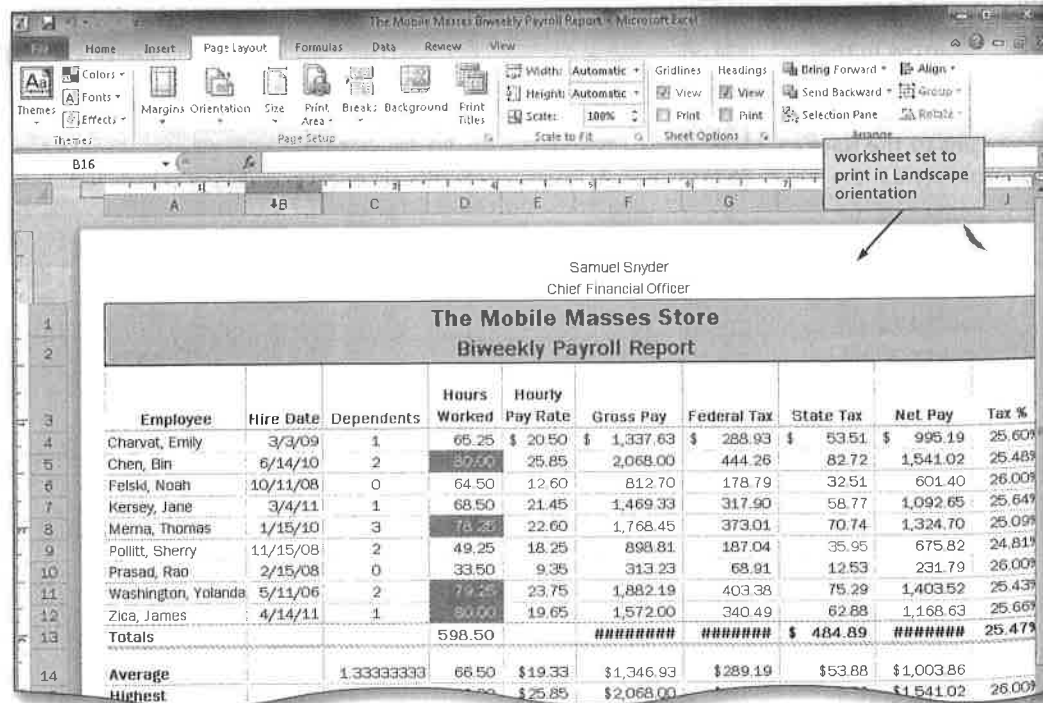 The Mobile Masses Biweekly Payroll Report - Microsoft Excel
File Home Insert Page Layout Formulas Data Review View
Themes Colors Fonts Effects Themes
Margins Orientation Size Print Area Breaks Background Print Titles Page Setup
Width: Automatic Height: Automatic Scale: 100% Scale to Fit
Gridlines View Print Headings View Print Sheet Options
Bring Forward Send Backward Selection Pane Align Group Rotate Arrange
B16 fx
worksheet set to
print in Landscape
orientation
A B C D E F G J
Samuel Snyder
Chief Financial Officer
1 The Mobile Masses Store
2 Biweekly Payroll Report
3 Employee Hire Date Dependents Hours Worked Hourly Pay Rate Gross Pay Federal Tax State Tax Net Pay Tax %
4 Charvat, Emily 3/3/09 1 65.25 $ 20.50 $ 1,337.63 $ 288.93 $ 53.51 $ 995.19 25.60%
5 Chen, Bin 6/14/10 2 80.00 25.85 2,068.00 444.26 82.72 1,541.02 25.48%
6 Felski, Noah 10/11/08 0 64.50 12.60 812.70 178.79 32.51 601.40 26.00%
7 Kersey, Jane 3/4/11 1 68.50 21.45 1,469.33 317.90 58.77 1,092.65 25.64%
8 Merna, Thomas 1/15/10 3 78.25 22.60 1,768.45 373.01 70.74 1,324.70 25.09%
9 Pollitt, Sherry 11/15/08 2 49.25 18.25 898.81 187.04 35.95 675.82 24.81%
10 Prasad, Rao 2/15/08 0 33.50 9.35 313.23 68.91 12.53 231.79 26.00%
11 Washington, Yolanda 5/11/06 2 79.25 23.75 1,882.19 403.38 75.29 1,403.52 25.43%
12 Zica, James 4/14/11 1 80.00 19.65 1,572.00 340.49 62.88 1,168.63 25.66%
13 Totals 598.50 ######## ####### $ 484.89 ####### 25.47%
14 Average 1.33333333 66.50 $19.33 $1,346.93 $289.19 $53.88 $1,003.86
Highest $25.85 $2,068.00 $1,541.02 26.00%